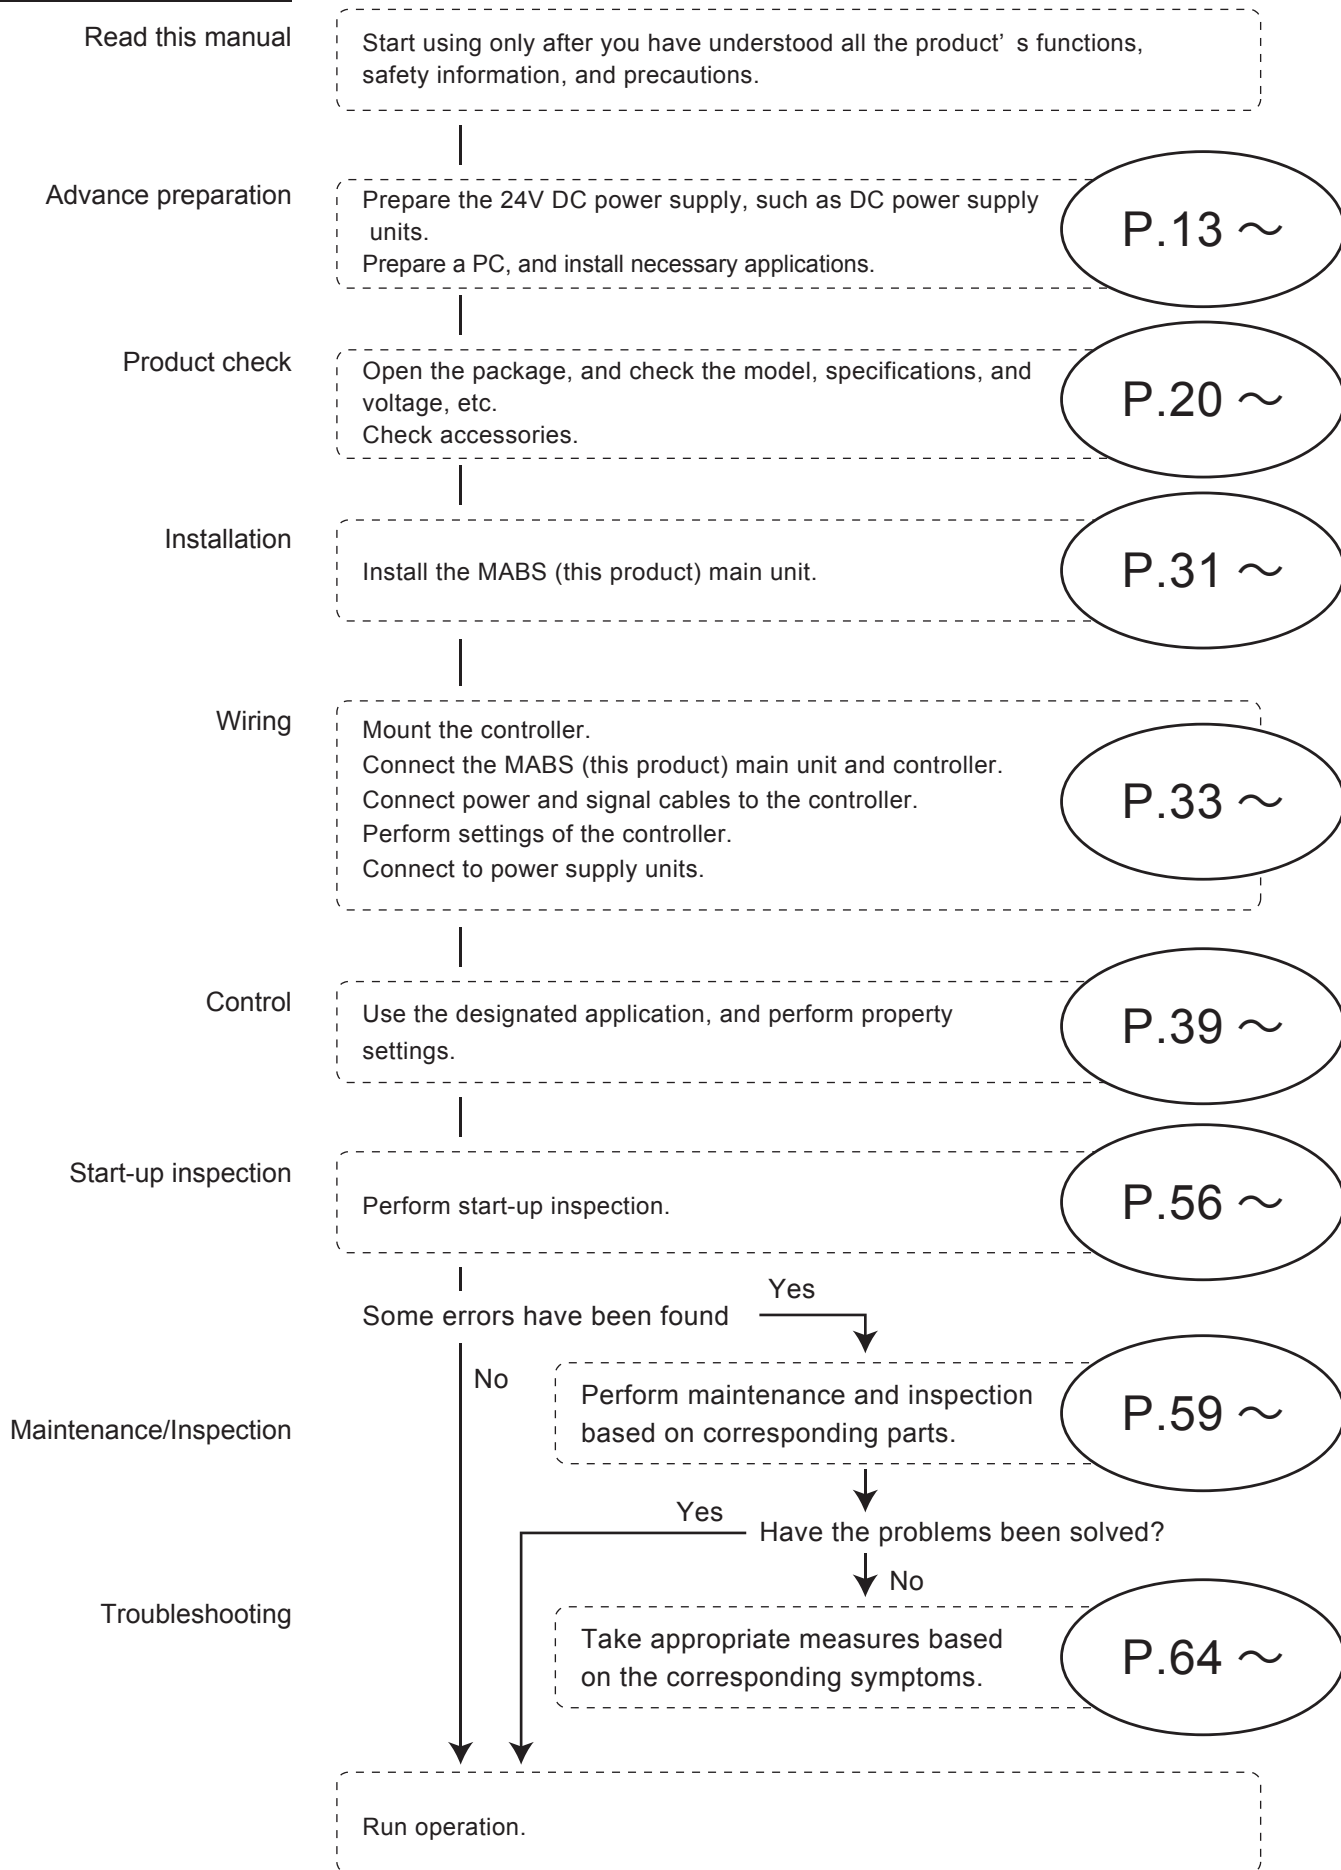 Read this manual
Start using only after you have understood all the product’ s functions,
safety information, and precautions.
Advance preparation
Prepare the 24V DC power supply, such as DC power supply
units.
Prepare a PC, and install necessary applications.
P.13 ～
Product check
Open the package, and check the model, specifications, and
voltage, etc.
Check accessories.
P.20 ～
Installation
Install the MABS (this product) main unit.
P.31 ～
Wiring
Mount the controller.
Connect the MABS (this product) main unit and controller.
Connect power and signal cables to the controller.
Perform settings of the controller.
Connect to power supply units.
P.33 ～
Control
Use the designated application, and perform property
settings.
P.39 ～
Start-up inspection
Perform start-up inspection.
P.56 ～
Some errors have been found
Yes
No
Maintenance/Inspection
Perform maintenance and inspection
based on corresponding parts.
P.59 ～
Have the problems been solved?
Yes
No
Troubleshooting
Take appropriate measures based
on the corresponding symptoms.
P.64 ～
Run operation.